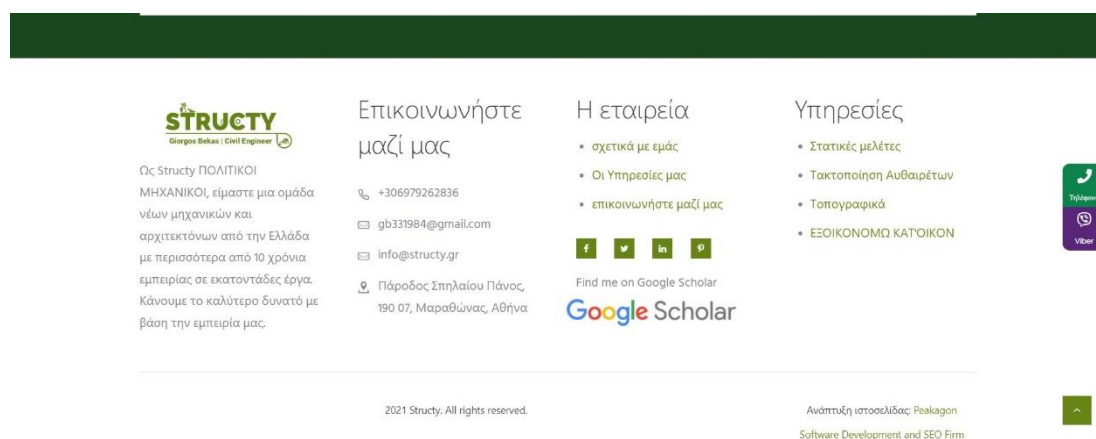 STRUCTY
Giorgos Bekas | Civil Engineer
Ως Structy ΠΟΛΙΤΙΚΟΙ
ΜΗΧΑΝΙΚΟΙ, είμαστε μια ομάδα
νέων μηχανικών και
αρχιτεκτόνων από την Ελλάδα
με περισσότερα από 10 χρόνια
εμπειρίας σε εκατοντάδες έργα.
Κάνουμε το καλύτερο δυνατό με
βάση την εμπειρία μας.
Επικοινωνήστε
μαζί μας
+306979262836
gb331984@gmail.com
info@structy.gr
Πάροδος Σπηλαίου Πάνος,
190 07, Μαραθώνας, Αθήνα
Η εταιρεία
σχετικά με εμάς
Οι Υπηρεσίες μας
επικοινωνήστε μαζί μας
Find me on Google Scholar
Google Scholar
Υπηρεσίες
Στατικές μελέτες
Τακτοποίηση Αυθαιρέτων
Τοπογραφικά
ΕΞΟΙΚΟΝΟΜΩ ΚΑΤ'ΟΙΚΟΝ
Viber
2021 Structy. All rights reserved.
Ανάπτυξη ιστοσελίδας: Peakagon
Software Development and SEO Firm